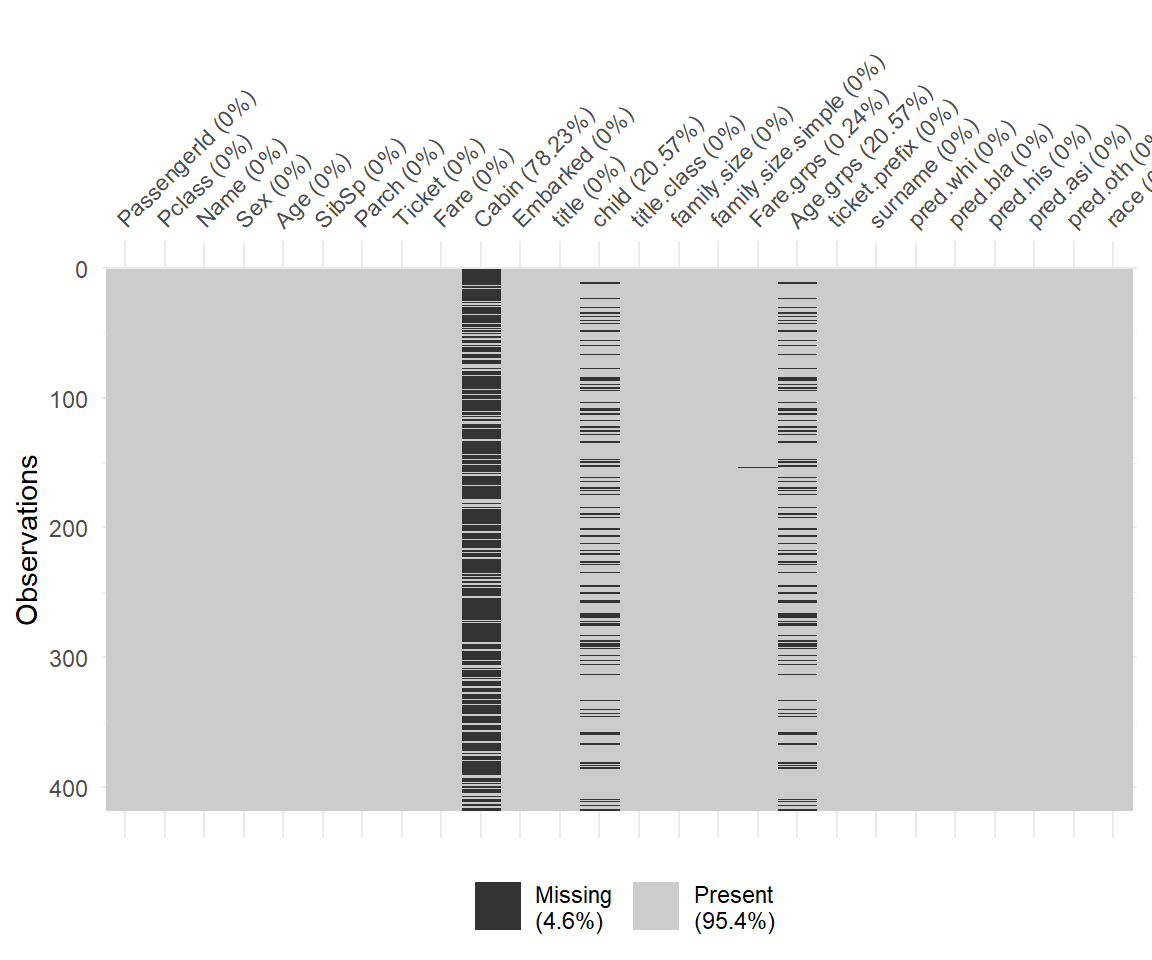 PassengerId (0%)
Pclass (0%)
Name (0%)
Sex (0%)
Age (0%)
SibSp (0%)
Parch (0%)
Ticket (0%)
Fare (0%)
Cabin (78.23%)
Embarked (0%)
title (0%)
child (20.57%)
title.class (0%)
family.size (0%)
family.size.simple (0%)
Fare.grps (0.24%)
Age.grps (20.57%)
ticket.prefix (0%)
surname (0%)
pred.whi (0%)
pred.bla (0%)
pred.his (0%)
pred.asi (0%)
pred.oth (0%
race (
0
100
200
300
400
Observations
Missing
(4.6%)
Present
(95.4%)